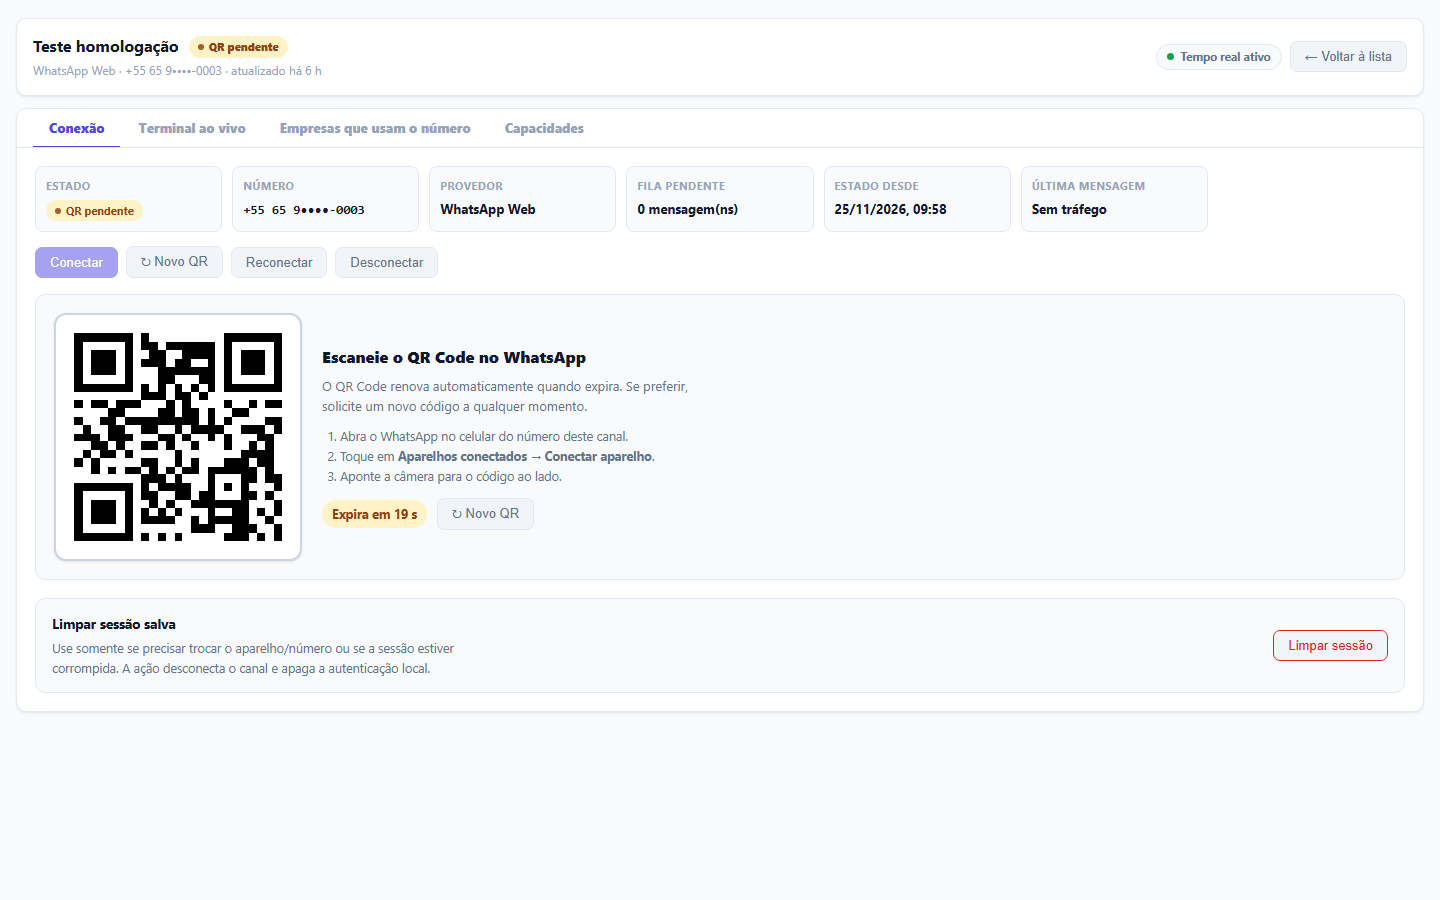 Teste homologação
QR pendente
WhatsApp Web · +55 65 9••••-0003 · atualizado há 6 h
Tempo real ativo
← Voltar à lista
Conexão
Terminal ao vivo
Empresas que usam o número
Capacidades
ESTADO
QR pendente
NÚMERO
+55 65 9••••-0003
PROVEDOR
WhatsApp Web
FILA PENDENTE
0 mensagem(ns)
ESTADO DESDE
25/11/2026, 09:58
ÚLTIMA MENSAGEM
Sem tráfego
Conectar
↻ Novo QR
Reconectar
Desconectar
Escaneie o QR Code no WhatsApp
O QR Code renova automaticamente quando expira. Se preferir,
solicite um novo código a qualquer momento.
1. Abra o WhatsApp no celular do número deste canal.
2. Toque em Aparelhos conectados → Conectar aparelho.
3. Aponte a câmera para o código ao lado.
Expira em 19 s
↻ Novo QR
Limpar sessão salva
Use somente se precisar trocar o aparelho/número ou se a sessão estiver
corrompida. A ação desconecta o canal e apaga a autenticação local.
Limpar sessão